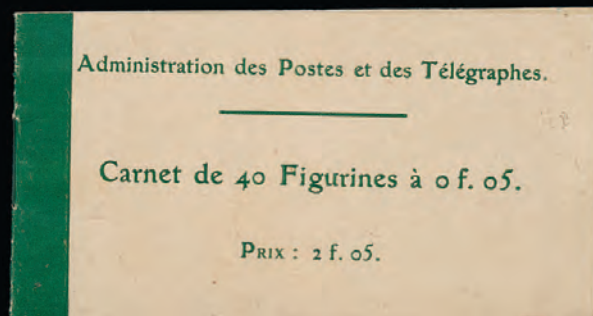 Administration des Postes et des Télégraphes.
Carnet de 40 Figurines à 0 f. 05.
PRIX : 2 f. 05.